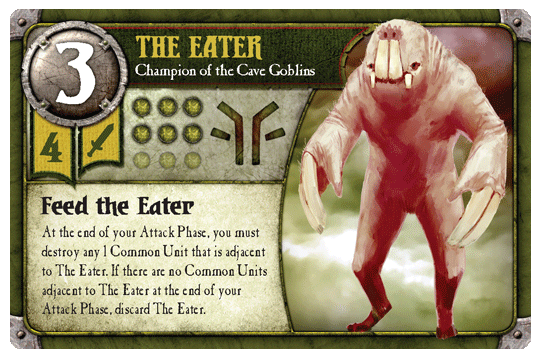 3
THE EATER
Champion of the Cave Goblins
4
Feed the Eater
At the end of your Attack Phase, you must
destroy any 1 Common Unit that is adjacent
to The Eater. If there are no Common Units
adjacent to The Eater at the end of your
Attack Phase, discard The Eater.